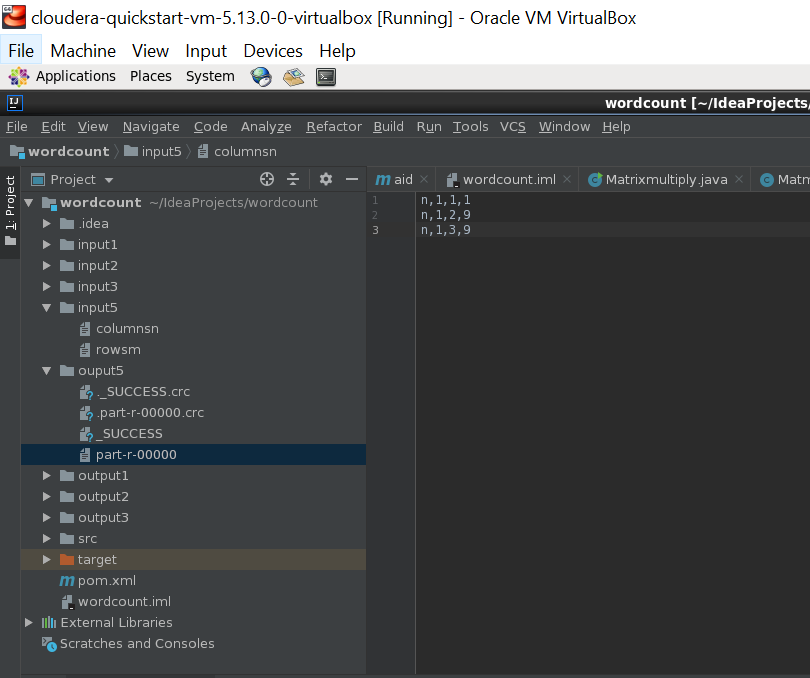 cloudera-quickstart-vm-5.13.0-0-virtualbox [Running] - Oracle VM VirtualBox
File Machine View Input Devices Help
Applications Places System
IJ wordcount [~/IdeaProjects/
File Edit View Navigate Code Analyze Refactor Build Run Tools VCS Window Help
wordcount input5 columnsn
1: Project
Project
m aid wordcount.iml Matrixmultiply.java Matm
wordcount ~/IdeaProjects/wordcount
.idea
input1
input2
input3
input5
columnsn
rowsm
ouput5
._SUCCESS.crc
.part-r-00000.crc
_SUCCESS
part-r-00000
output1
output2
output3
src
target
m pom.xml
wordcount.iml
External Libraries
Scratches and Consoles
1 n,1,1,1
2 n,1,2,9
3 n,1,3,9